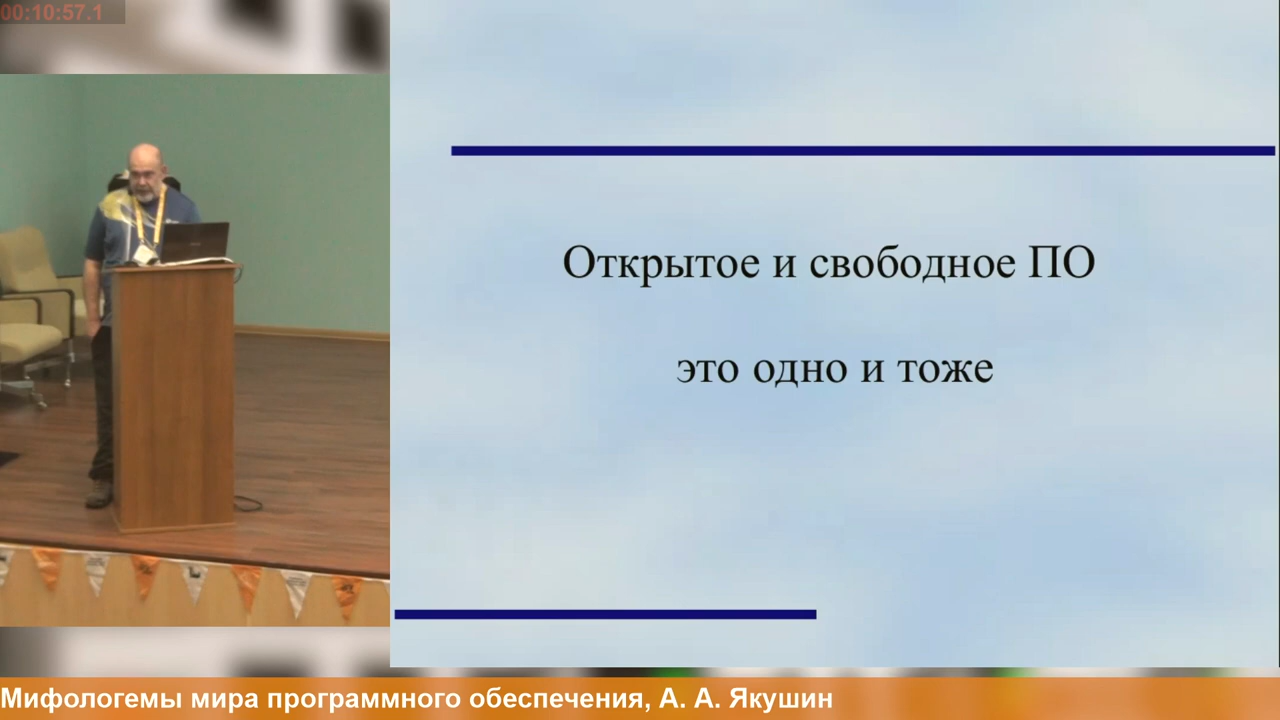 00:10:57.1
Открытое и свободное ПО
это одно и тоже
Мифологемы мира программного обеспечения, А. А. Якушин